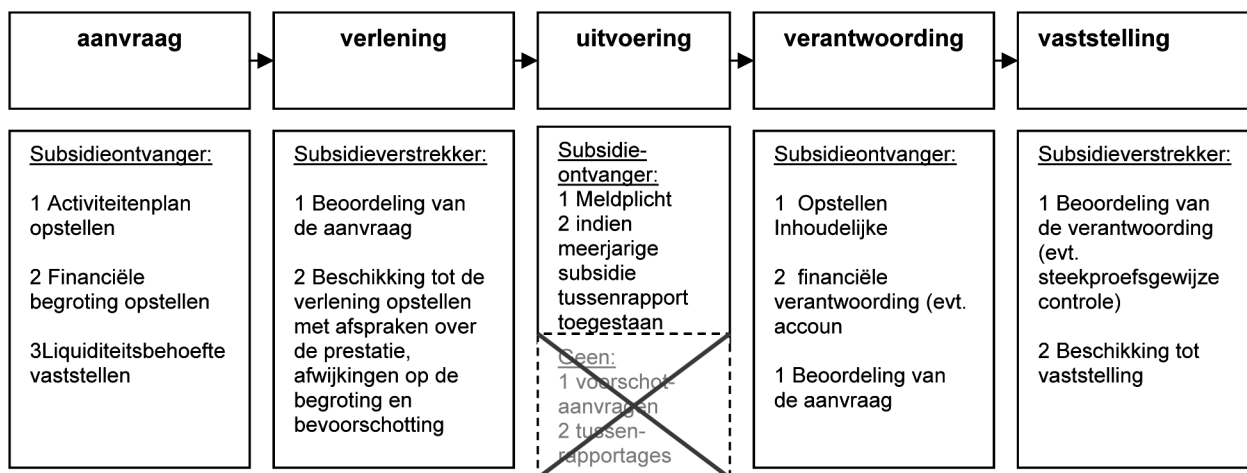 aanvraag
verlening
uitvoering
verantwoording
vaststelling
Subsidieontvanger:
1 Activiteitenplan
opstellen
2 Financiële
begroting opstellen
3Liquiditeitsbehoefte
vaststellen
Subsidieverstrekker:
1 Beoordeling van
de aanvraag
2 Beschikking tot de
verlening opstellen
met afspraken over
de prestatie,
afwijkingen op de
begroting en
bevoorschotting
Subsidie-
ontvanger:
1 Meldplicht
2 indien
meerjarige
subsidie
tussenrapport
toegestaan
Geen:
1 voorschot-
aanvragen
2 tussen-
rapportages
Subsidieontvanger:
1 Opstellen
Inhoudelijke
2 financiële
verantwoording (evt.
accoun
1 Beoordeling van
de aanvraag
Subsidieverstrekker:
1 Beoordeling van
de verantwoording
(evt.
steekproefsgewijze
controle)
2 Beschikking tot
vaststelling